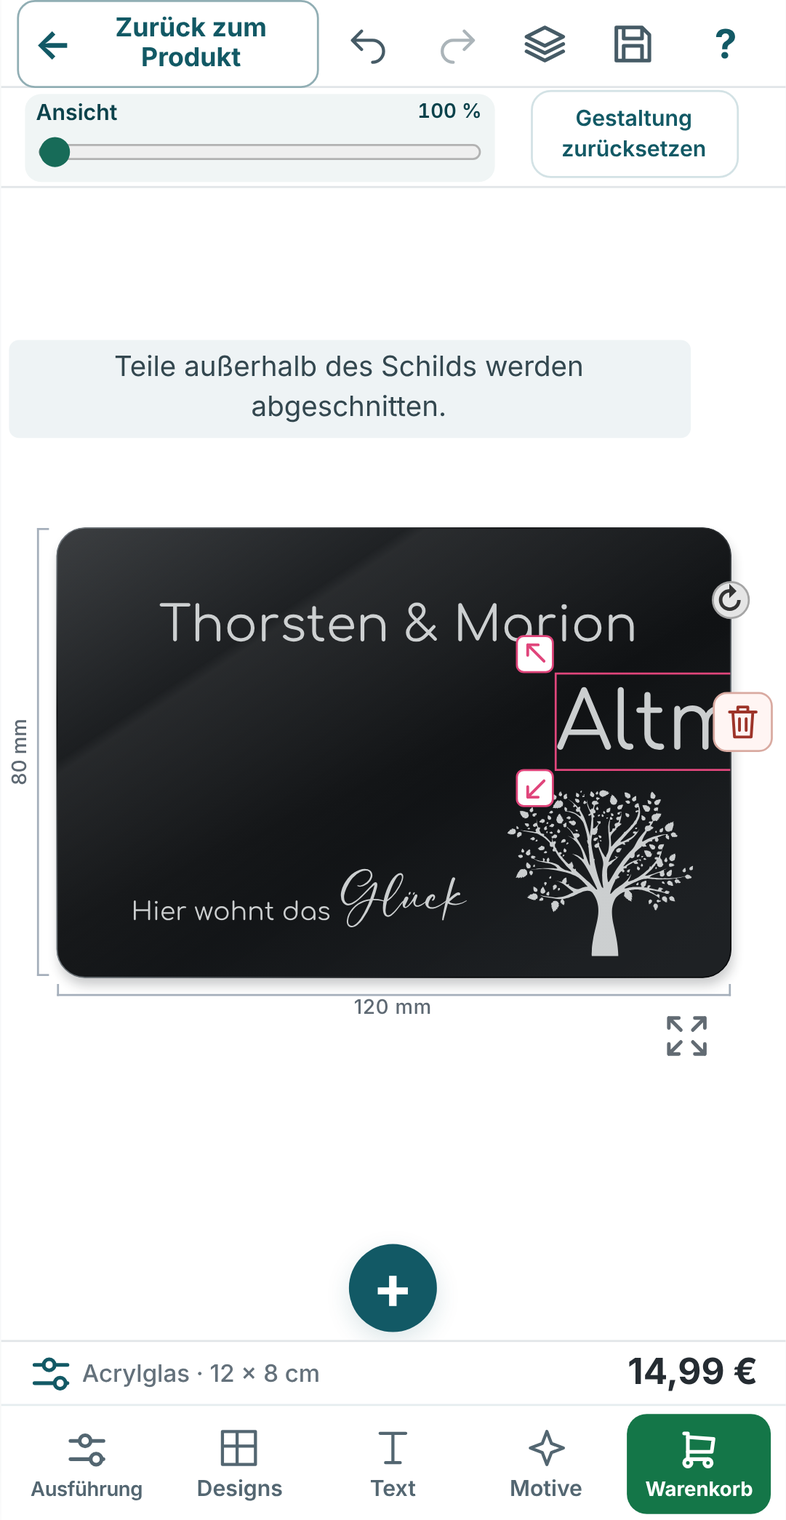 Zurück zum
Produkt
?
Ansicht
100 %
Gestaltung
zurücksetzen
Teile außerhalb des Schilds werden
abgeschnitten.
Thorsten & Marion
Altm
80 mm
Hier wohnt das Glück
120 mm
+
Acrylglas · 12 × 8 cm
14,99 €
Ausführung
Designs
Text
Motive
Warenkorb